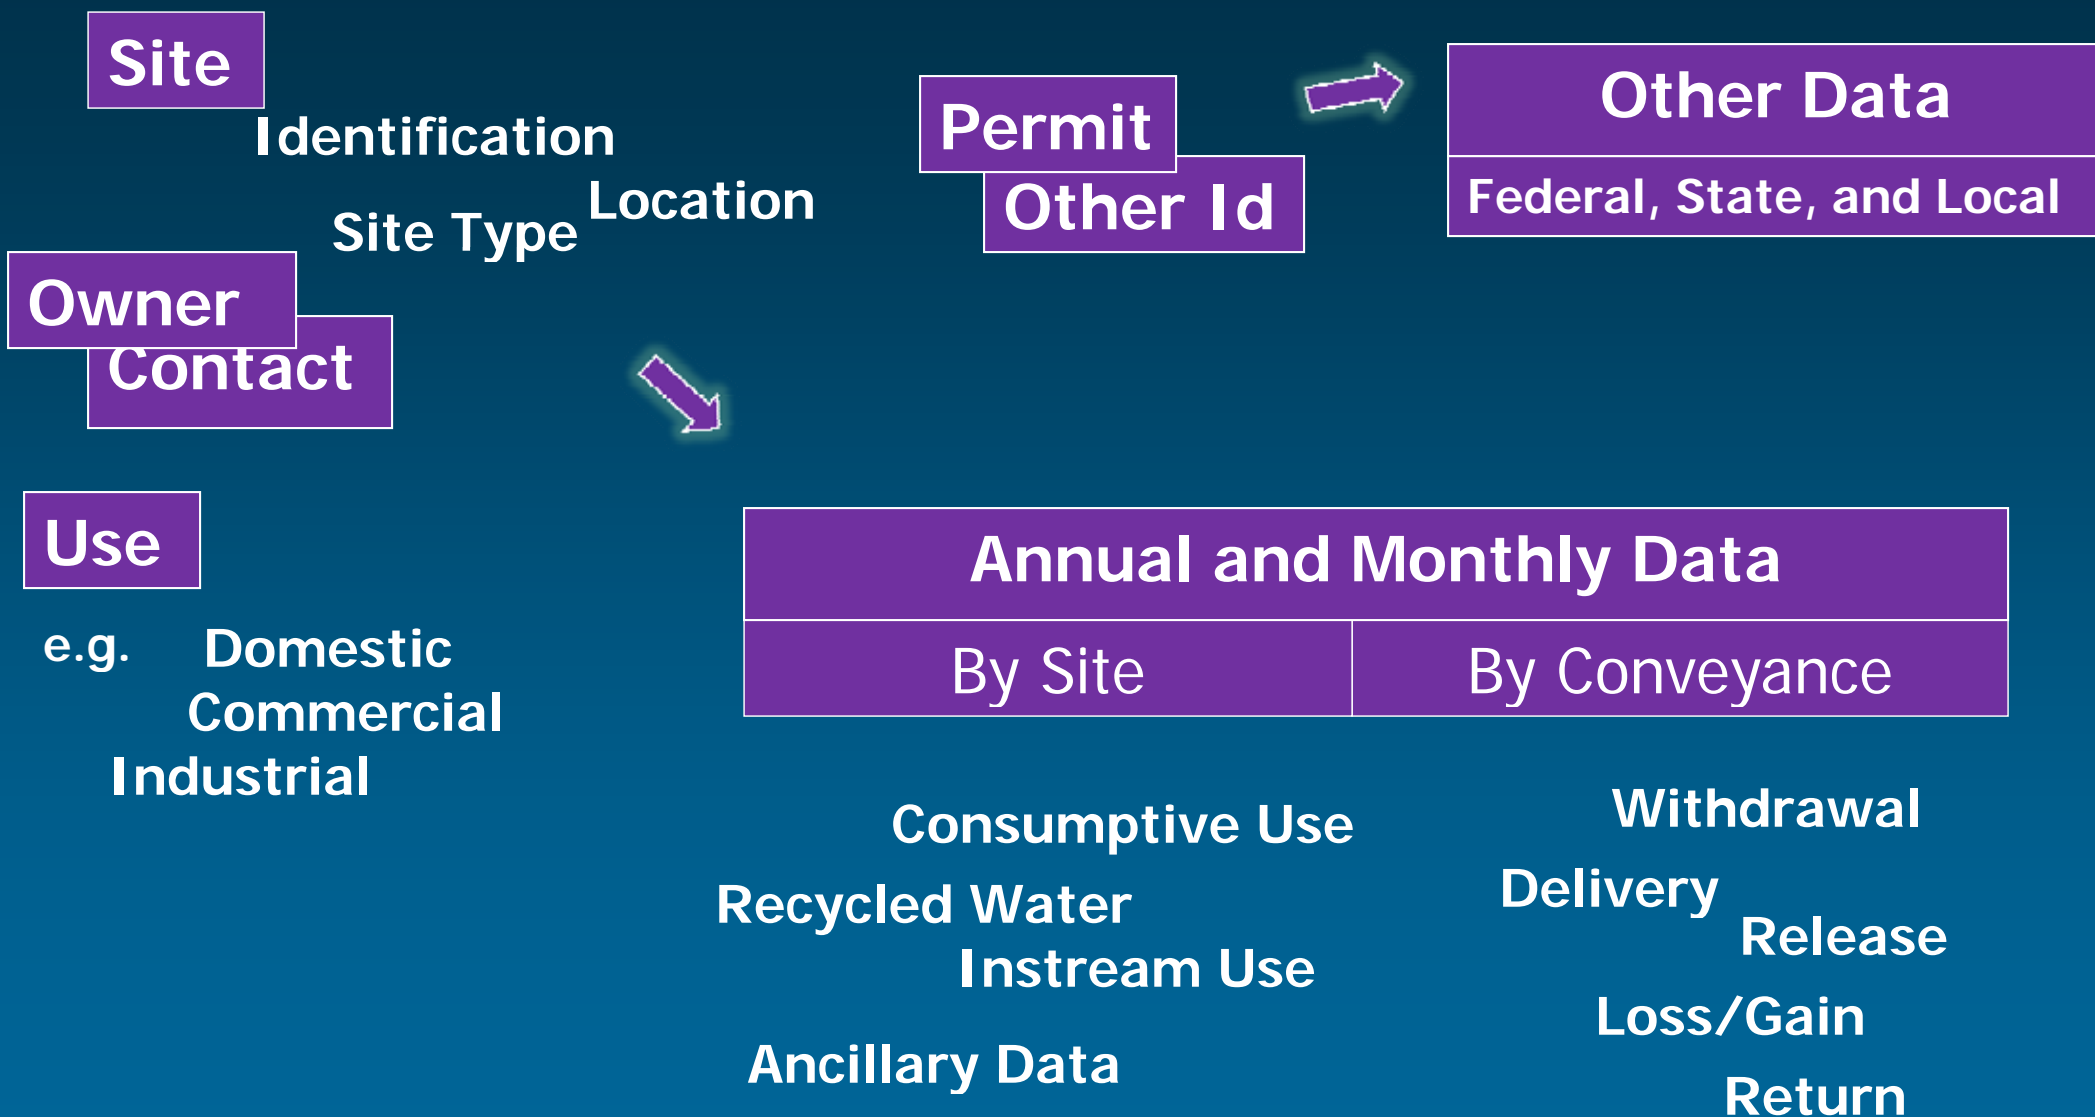 Site
Identification
Location
Site Type
Owner
Contact
Permit
Other Id
Other Data
Federal, State, and Local
Use
e.g. Domestic
Commercial
Industrial
Annual and Monthly Data
By Site
By Conveyance
Consumptive Use
Recycled Water
Instream Use
Ancillary Data
Withdrawal
Delivery
Release
Loss/Gain
Return